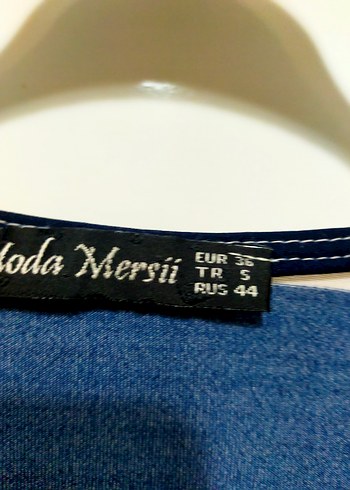 Moda Mersii
EUR 36
TR S
RUS 44